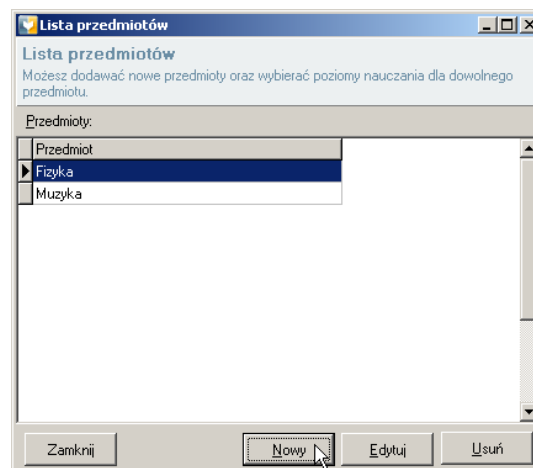 Lista przedmiotów
Lista przedmiotów
Możesz dodawać nowe przedmioty oraz wybierać poziomy nauczania dla dowolnego
przedmiotu.
Przedmioty:
Przedmiot
Fizyka
Muzyka
Zamknij Nowy Edytuj Usuń